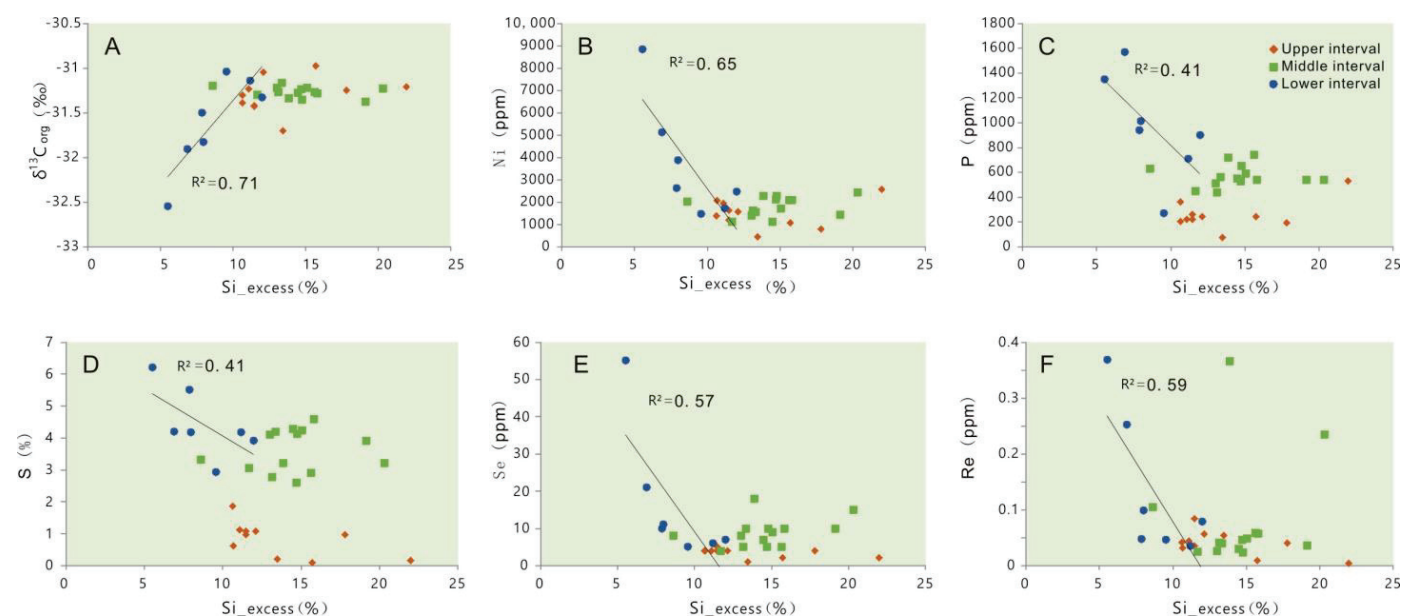 A
-30.5
-31
-31.5
-32
-32.5
-33
δ¹³C_org (‰)
R²=0.71
0 5 10 15 20 25
Si_excess(%)
B
10,000
9000
8000
7000
6000
5000
4000
3000
2000
1000
0
Ni (ppm)
R²=0.65
0 5 10 15 20 25
Si_excess (%)
C
1800
1600
1400
1200
1000
800
600
400
200
0
P (ppm)
R²=0.41
Upper interval
Middle interval
Lower interval
0 5 10 15 20 25
Si_excess(%)
D
7
6
5
4
3
2
1
0
S (%)
R²=0.41
0 5 10 15 20 25
Si_excess(%)
E
60
50
40
30
20
10
0
Se (ppm)
R²=0.57
0 5 10 15 20 25
Si_excess(%)
F
0.4
0.3
0.2
0.1
0
Re (ppm)
R²=0.59
0 5 10 15 20 25
Si_excess(%)